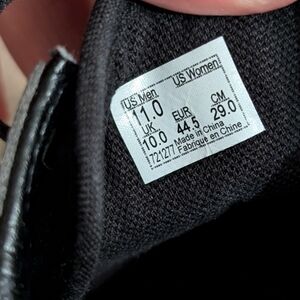 US Men US Women
11.0
UK EUR CM
10.0 44.5 29.0
721277 Made in China
Fabriqué en Chine